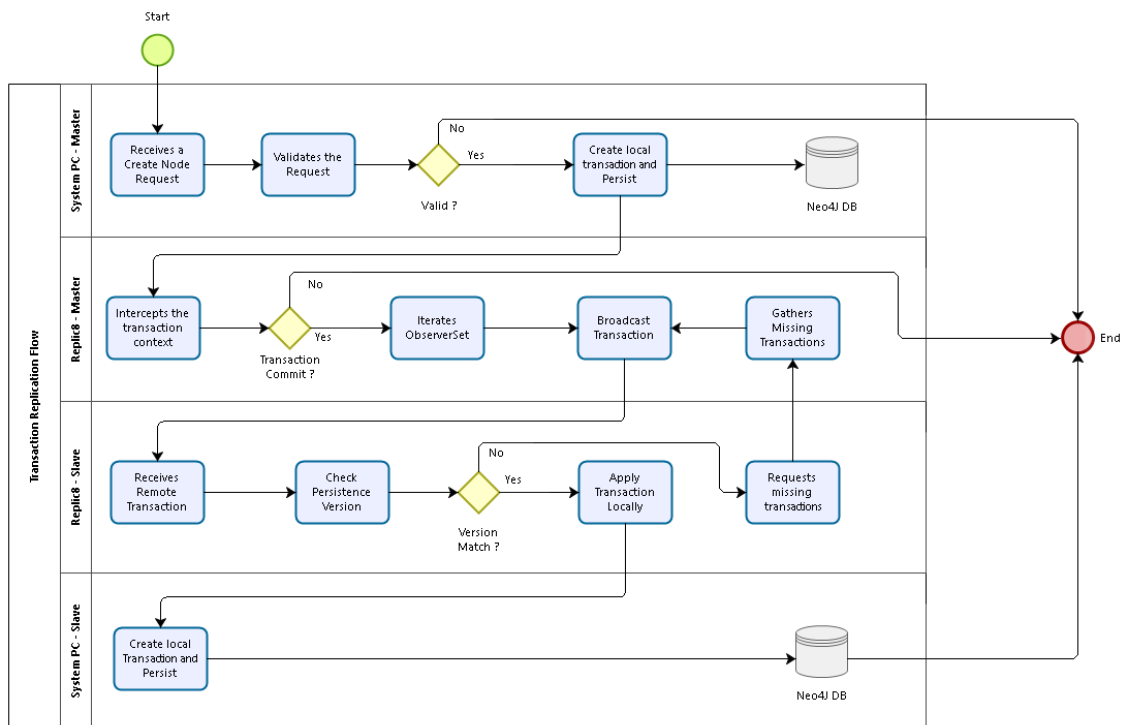 Start
Transaction Replication Flow
System PC - Master
Receives a
Create Node
Request
Validates the
Request
Valid ?
No
Yes
Create local
transaction and
Persist
Neo4J DB
Replic8 - Master
Intercepts the
transaction
context
Transaction
Commit ?
No
Yes
Iterates
ObserverSet
Broadcast
Transaction
Gathers
Missing
Transactions
End
Replic8 - Slave
Receives
Remote
Transaction
Check
Persistence
Version
Version
Match ?
No
Yes
Apply
Transaction
Locally
Requests
missing
transactions
System PC - Slave
Create local
Transaction and
Persist
Neo4J DB